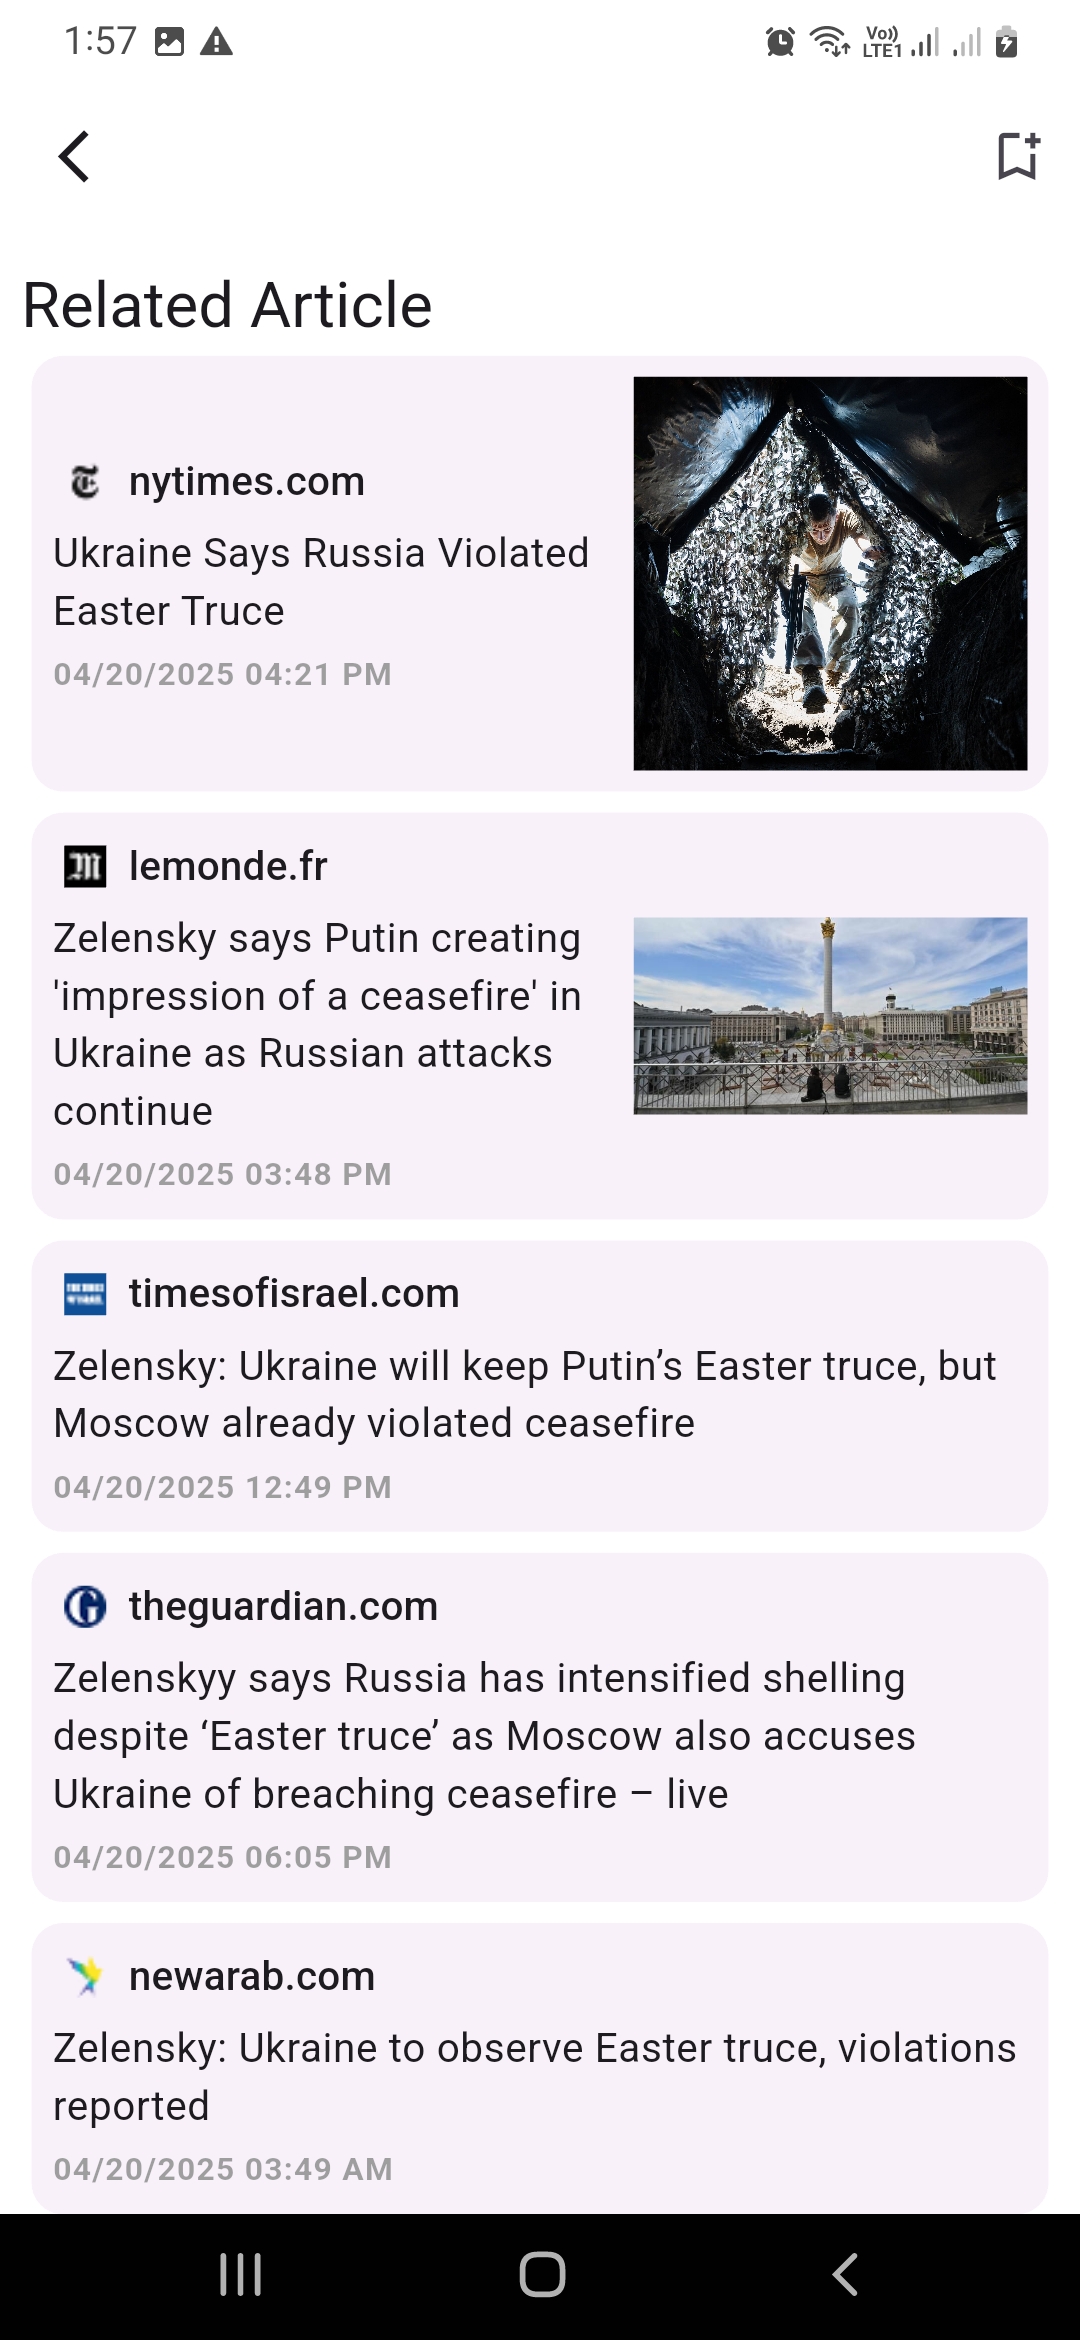 1:57
Vo))
LTE1
Related Article
nytimes.com
Ukraine Says Russia Violated
Easter Truce
04/20/2025 04:21 PM
lemonde.fr
Zelensky says Putin creating
'impression of a ceasefire' in
Ukraine as Russian attacks
continue
04/20/2025 03:48 PM
timesofisrael.com
Zelensky: Ukraine will keep Putin’s Easter truce, but
Moscow already violated ceasefire
04/20/2025 12:49 PM
theguardian.com
Zelenskyy says Russia has intensified shelling
despite ‘Easter truce’ as Moscow also accuses
Ukraine of breaching ceasefire – live
04/20/2025 06:05 PM
newarab.com
Zelensky: Ukraine to observe Easter truce, violations
reported
04/20/2025 03:49 AM